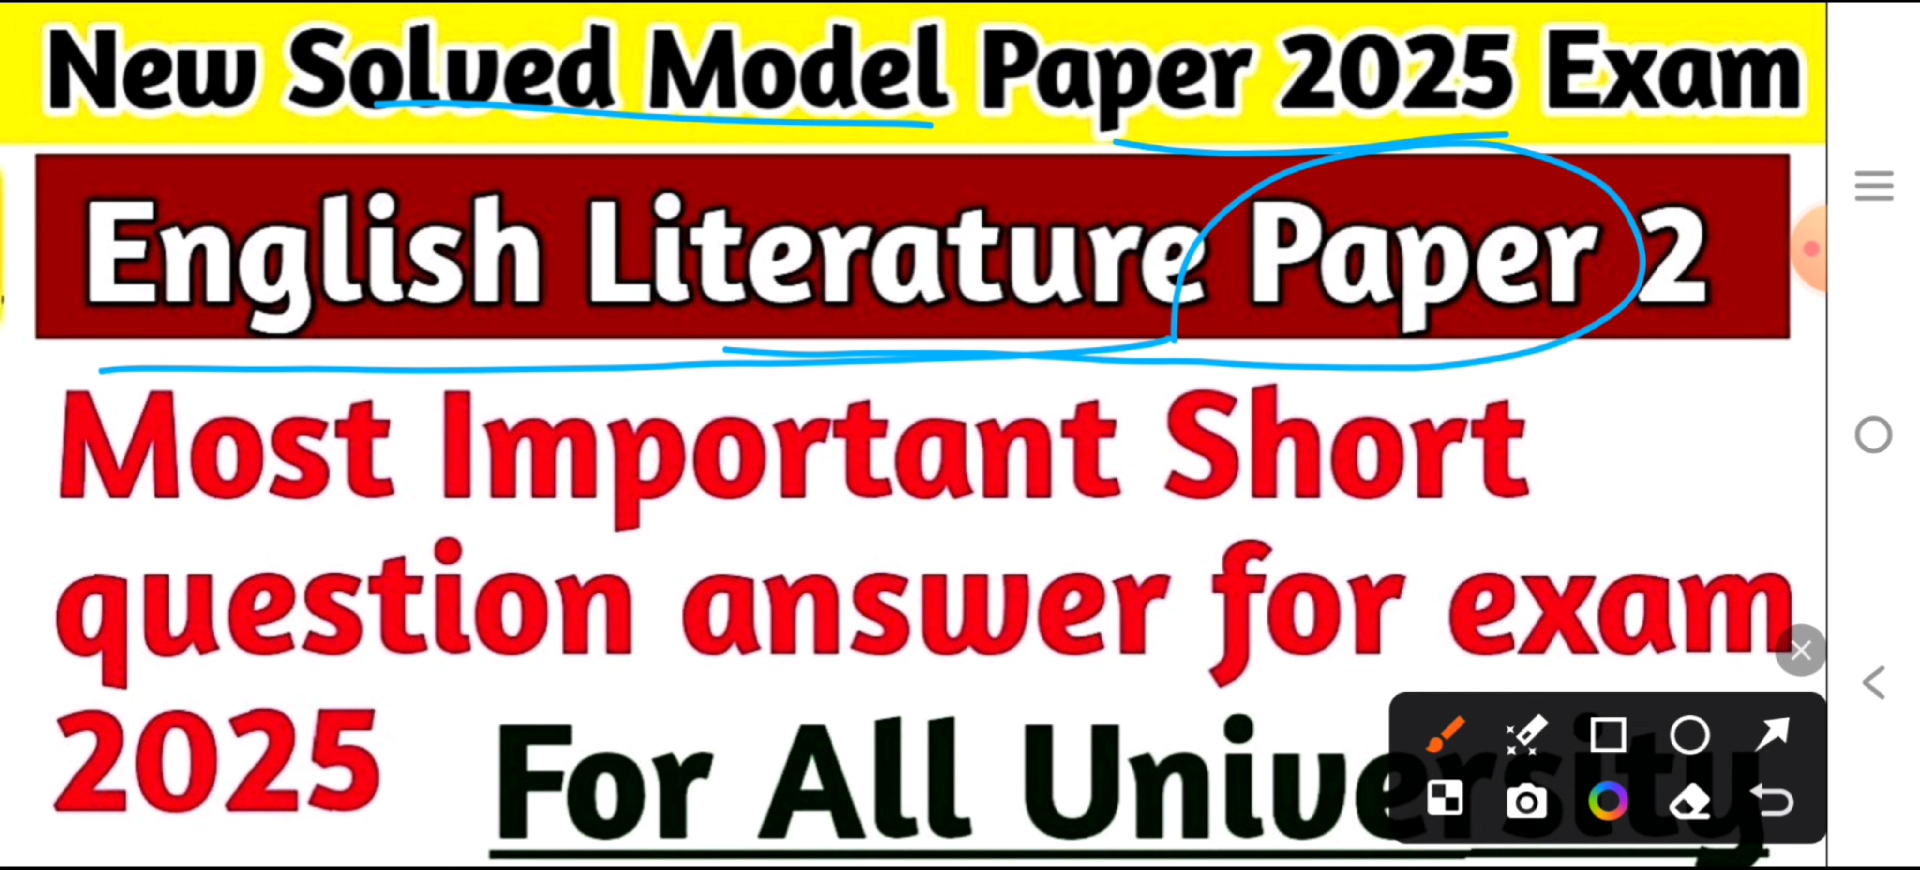 New Solved Model Paper 2025 Exam
English Literature Paper 2
Most Important Short
question answer for exam
2025 For All University